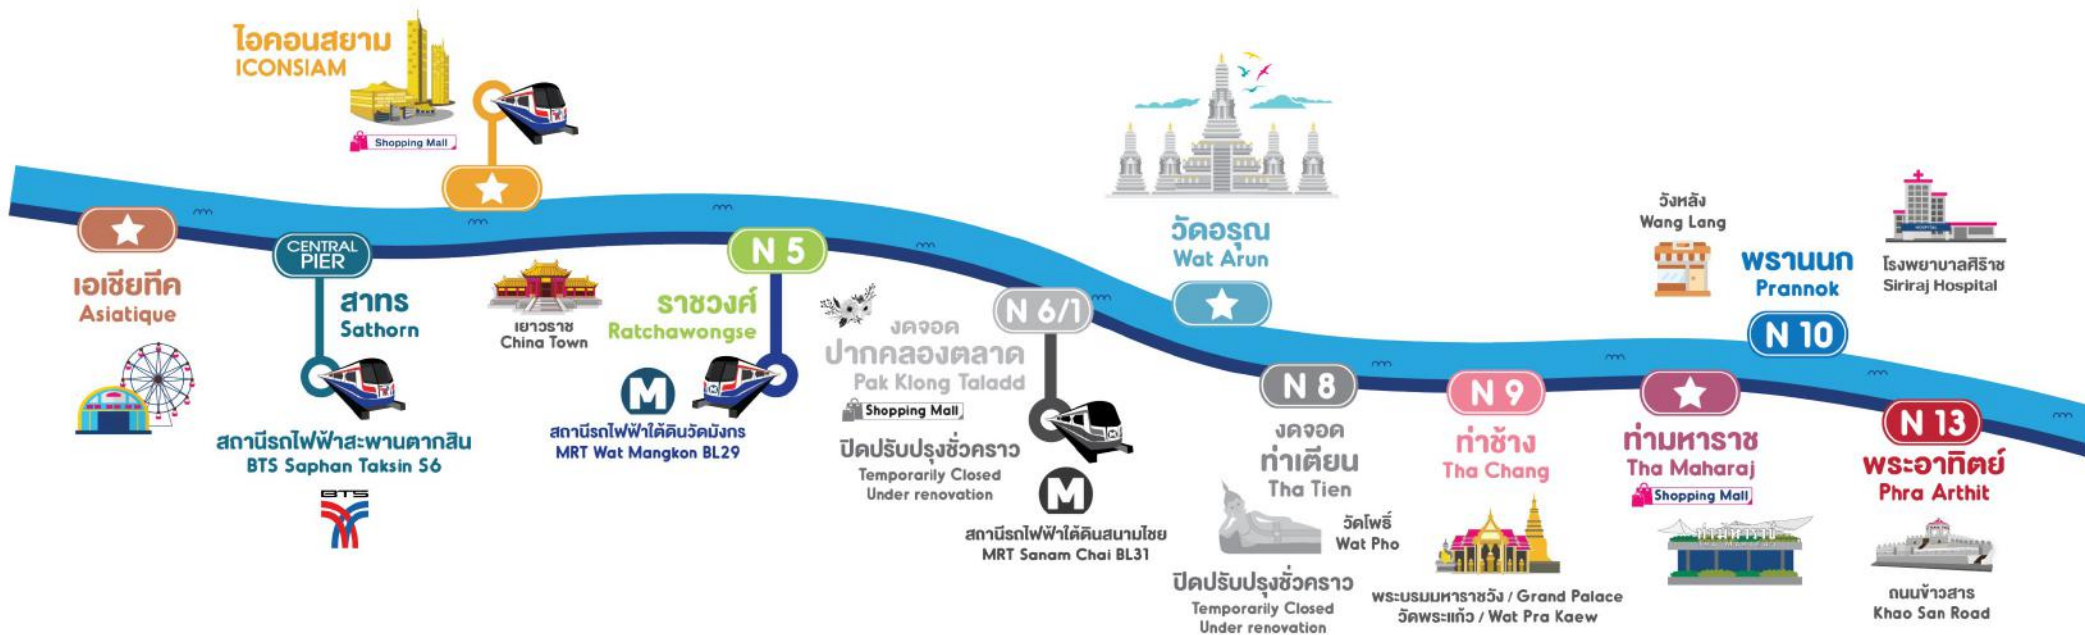 ไอคอนสยาม
ICONSIAM
Shopping Mall
เอเชียทีค
Asiatique
CENTRAL
PIER
สาทร
Sathorn
สถานีรถไฟฟ้าสะพานตากสิน
BTS Saphan Taksin S6
BTS
เยาวราช
China Town
N 5
ราชวงศ์
Ratchawongse
M
สถานีรถไฟฟ้าใต้ดินวัดมังกร
MRT Wat Mangkon BL29
N 6/1
งดจอด
ปากคลองตลาด
Pak Klong Taladd
Shopping Mall
ปิดปรับปรุงชั่วคราว
Temporarily Closed
Under renovation
M
สถานีรถไฟฟ้าใต้ดินสนามไชย
MRT Sanam Chai BL31
วัดอรุณ
Wat Arun
N 8
งดจอด
ท่าเตียน
Tha Tien
วัดโพธิ์
Wat Pho
ปิดปรับปรุงชั่วคราว
Temporarily Closed
Under renovation
N 9
ท่าช้าง
Tha Chang
พระบรมมหาราชวัง / Grand Palace
วัดพระแก้ว / Wat Pra Kaew
ท่ามหาราช
Tha Maharaj
Shopping Mall
ท่ามหาราช
วังหลัง
Wang Lang
พรานนก
Prannok
N 10
HOSPITAL
โรงพยาบาลศิริราช
Siriraj Hospital
N 13
พระอาทิตย์
Phra Arthit
ถนนข้าวสาร
Khao San Road